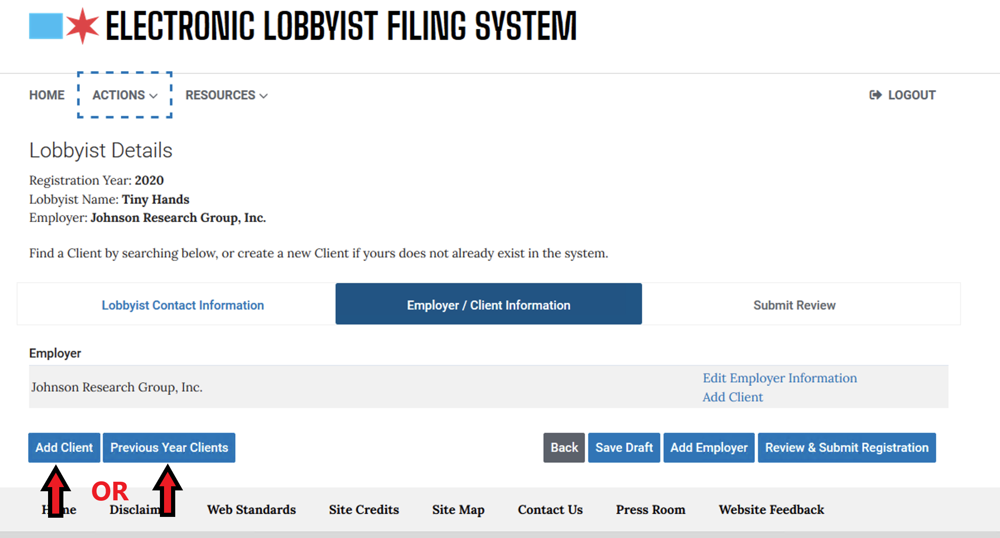 ELECTRONIC LOBBYIST FILING SYSTEM
HOME ACTIONS RESOURCES LOGOUT
Lobbyist Details
Registration Year: 2020
Lobbyist Name: Tiny Hands
Employer: Johnson Research Group, Inc.
Find a Client by searching below, or create a new Client if yours does not already exist in the system.
Lobbyist Contact Information Employer / Client Information Submit Review
Employer
Johnson Research Group, Inc.
Edit Employer Information
Add Client
Add Client Previous Year Clients Back Save Draft Add Employer Review & Submit Registration
OR
Web Standards Site Credits Site Map Contact Us Press Room Website Feedback